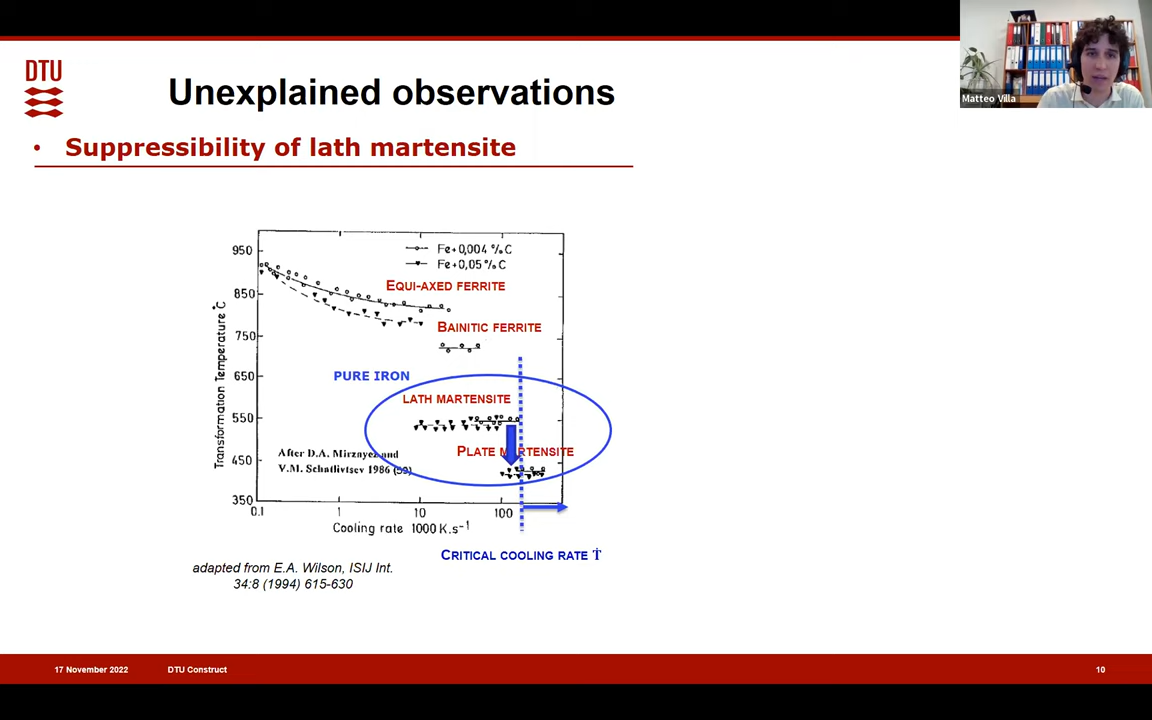 Matteo Villa
DTU
Unexplained observations
• Suppressibility of lath martensite
Fe+0,004 %C
Fe+0,05 %C
EQUI-AXED FERRITE
BAINITIC FERRITE
PURE IRON
LATH MARTENSITE
PLATE MARTENSITE
After D.A. Mirzayev and
V.M. Schatlivtsev 1986 (59)
Transformation Temperature °C
950
850
750
650
550
450
350
0.1
1
10
100
Cooling rate 1000 K.s-1
CRITICAL COOLING RATE Ṫ
adapted from E.A. Wilson, ISIJ Int.
34:8 (1994) 615-630
17 November 2022
DTU Construct
10